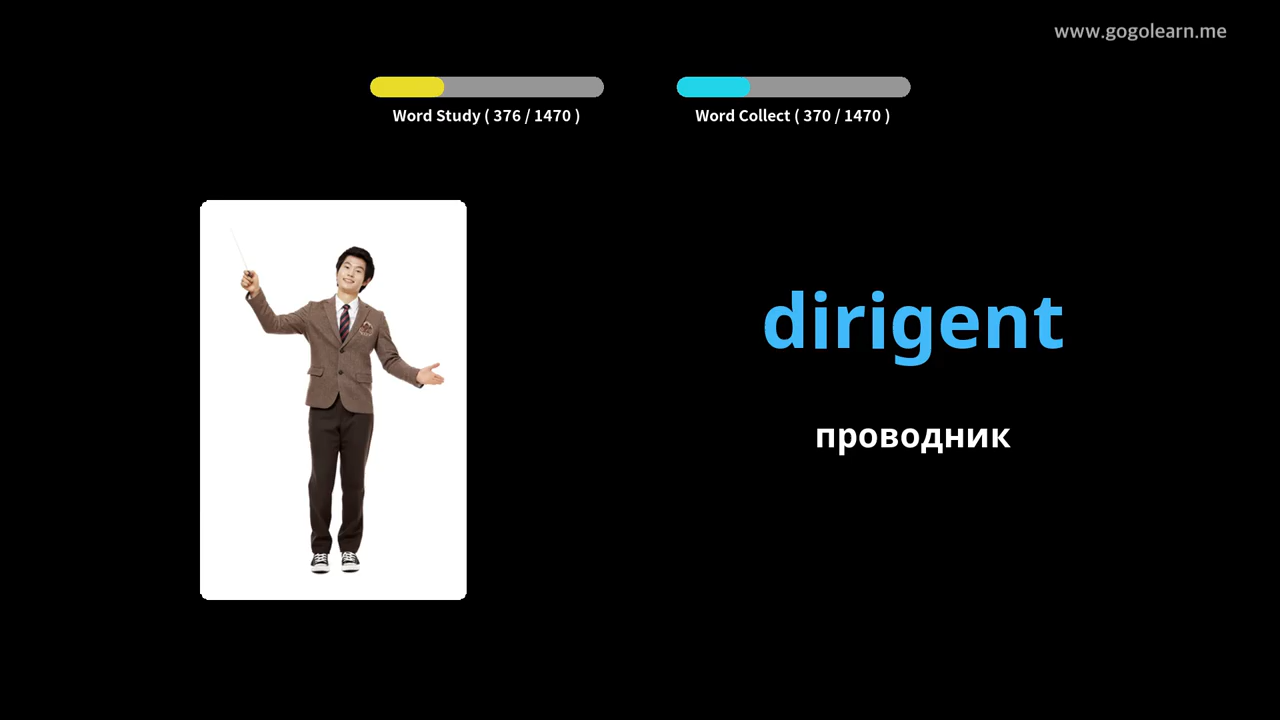 www.gogolearn.me
Word Study ( 376 / 1470 )
Word Collect ( 370 / 1470 )
dirigent
проводник